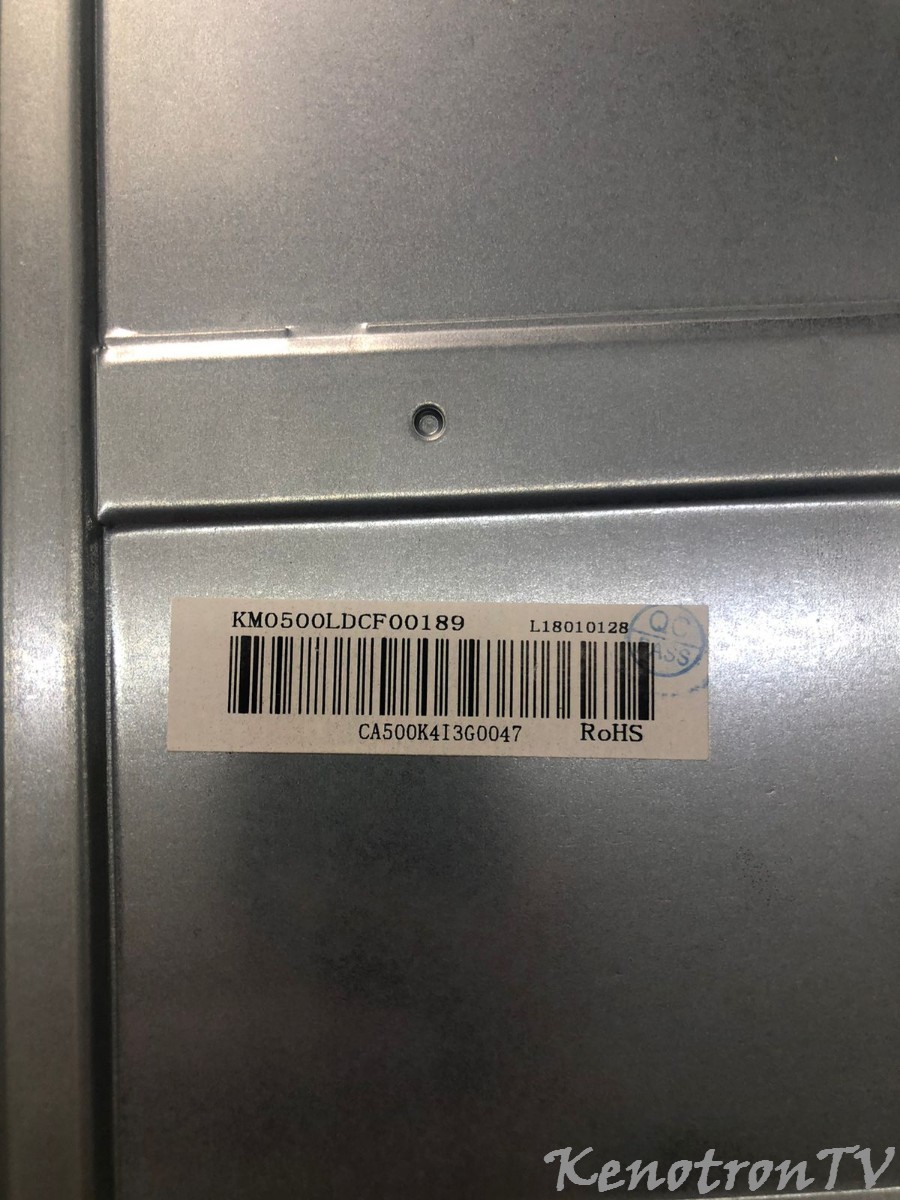 KM0500LDCF00189
L18010128
QC
PASS
CA500K4I3G0047
RoHS
KenotronTV